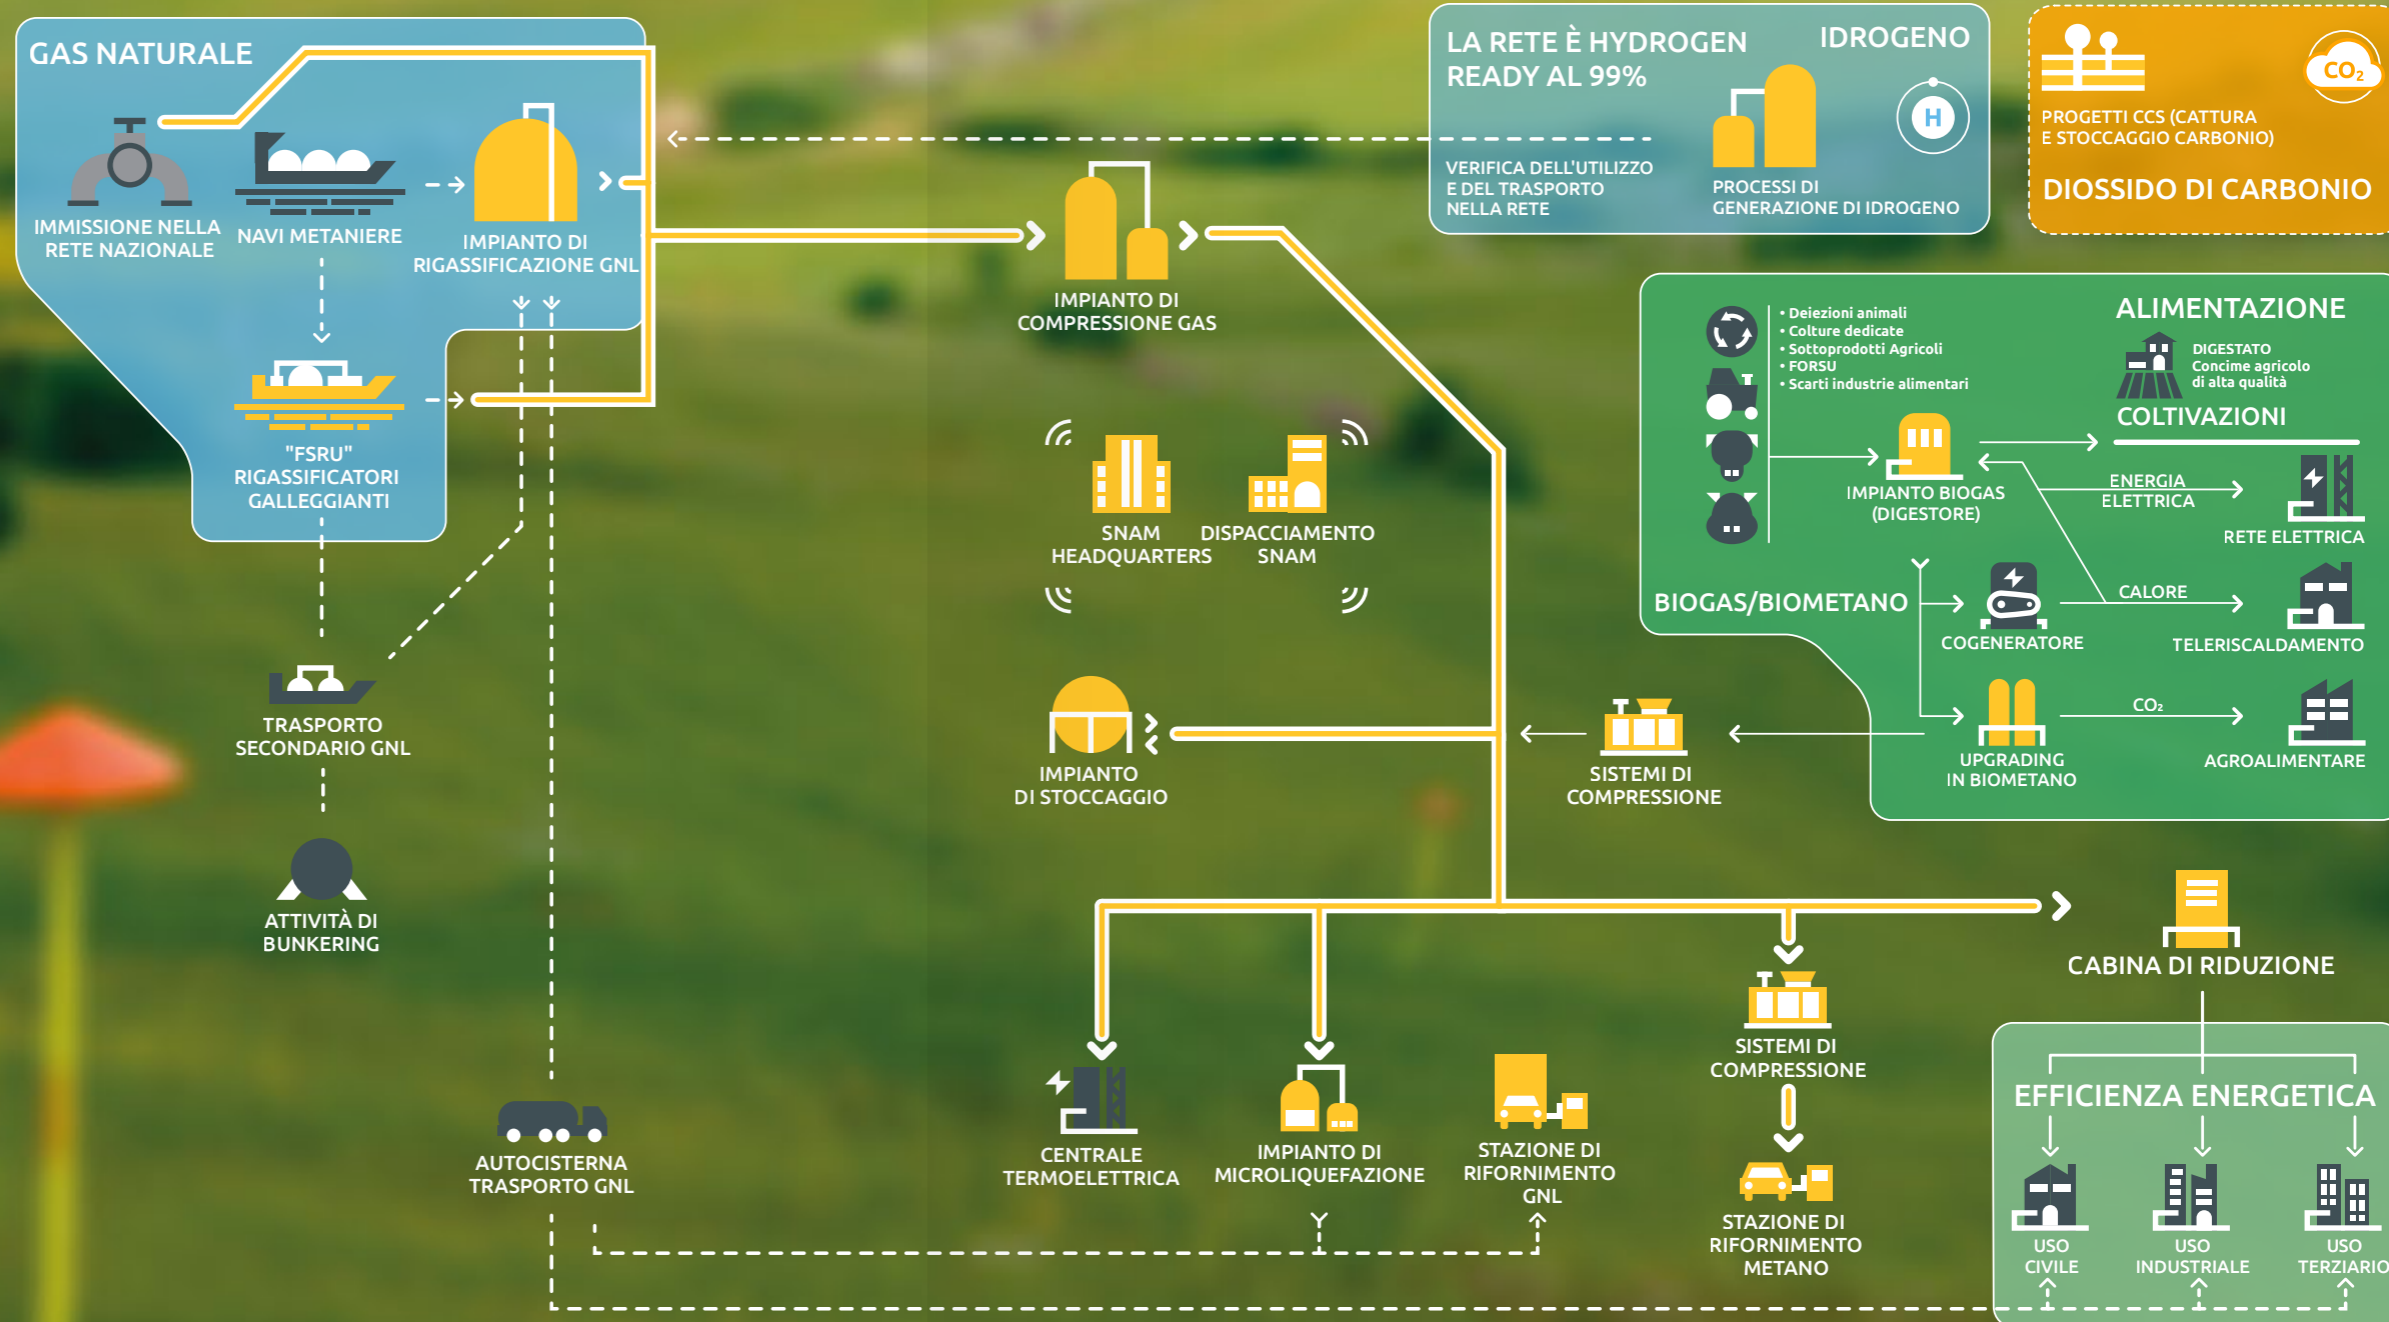 GAS NATURALE
IMMISSIONE NELLA
RETE NAZIONALE
NAVI METANIERE
IMPIANTO DI
RIGASSIFICAZIONE GNL
"FSRU"
RIGASSIFICATORI
GALLEGGIANTI
TRASPORTO
SECONDARIO GNL
ATTIVITÀ DI
BUNKERING
AUTOCISTERNA
TRASPORTO GNL
IMPIANTO DI
COMPRESSIONE GAS
SNAM
HEADQUARTERS
DISPACCIAMENTO
SNAM
IMPIANTO
DI STOCCAGGIO
LA RETE È HYDROGEN
READY AL 99%
IDROGENO
H
VERIFICA DELL'UTILIZZO
E DEL TRASPORTO
NELLA RETE
PROCESSI DI
GENERAZIONE DI IDROGENO
CO₂
PROGETTI CCS (CATTURA
E STOCCAGGIO CARBONIO)
DIOSSIDO DI CARBONIO
• Deiezioni animali
• Colture dedicate
• Sottoprodotti Agricoli
• FORSU
• Scarti industrie alimentari
ALIMENTAZIONE
DIGESTATO
Concime agricolo
di alta qualità
COLTIVAZIONI
IMPIANTO BIOGAS
(DIGESTORE)
ENERGIA
ELETTRICA
RETE ELETTRICA
BIOGAS/BIOMETANO
COGENERATORE
CALORE
TELERISCALDAMENTO
UPGRADING
IN BIOMETANO
CO₂
AGROALIMENTARE
SISTEMI DI
COMPRESSIONE
CENTRALE
TERMOELETTRICA
IMPIANTO DI
MICROLIQUEFAZIONE
STAZIONE DI
RIFORNIMENTO
GNL
SISTEMI DI
COMPRESSIONE
STAZIONE DI
RIFORNIMENTO
METANO
CABINA DI RIDUZIONE
EFFICIENZA ENERGETICA
USO
CIVILE
USO
INDUSTRIALE
USO
TERZIARIO